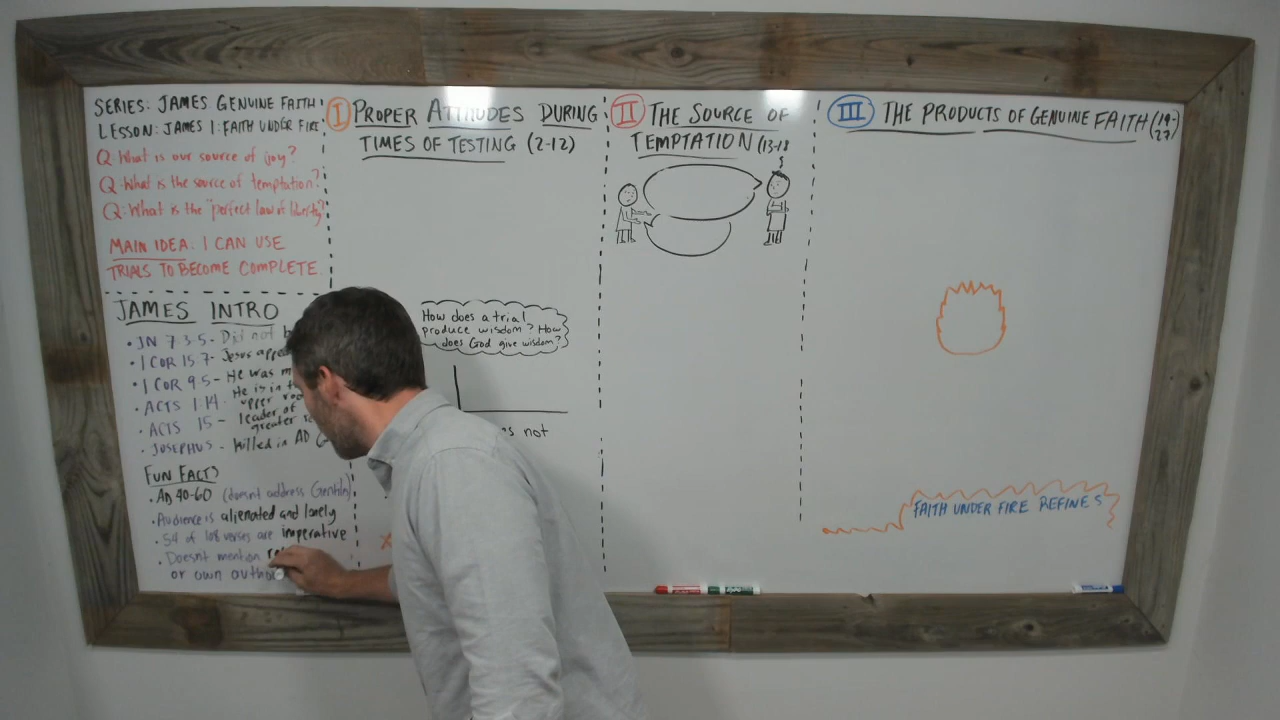 SERIES: JAMES GENUINE FAITH
LESSON: JAMES 1: FAITH UNDER FIRE
Q: What is our source of joy?
Q: What is the source of temptation?
Q: What is the "perfect law of liberty"?
MAIN IDEA: I CAN USE
TRIALS TO BECOME COMPLETE.
JAMES INTRO
• JN 7:3-5 - Did not b
• I COR 15:7 - Jesus appea
• I COR 9:5 - He was m
• ACTS 1:14 He is in t
upper roo
• ACTS 15 - leader of
greater
• JOSEPHUS - killed in AD 6
FUN FACTS
• AD 40-60 (doesn't address Gentiles)
• Audience is alienated and lonely
• 54 of 108 verses are imperative
• Doesn't mention
or own autho
I PROPER ATTITUDES DURING
TIMES OF TESTING (2-12)
How does a trial
produce wisdom? How
does God give wisdom?
not
II THE SOURCE OF
TEMPTATION (13-18
III THE PRODUCTS OF GENUINE FAITH (19-
27)
FAITH UNDER FIRE REFINES